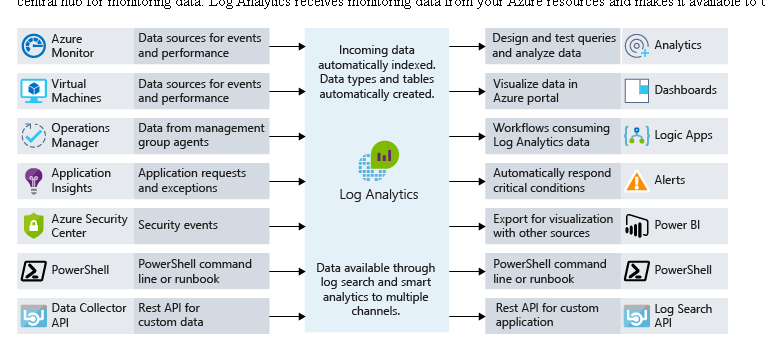 central hub for monitoring data. Log Analytics receives monitoring data from your Azure resources and makes it available to
Azure
Monitor
Data sources for events
and performance
Virtual
Machines
Data sources for events
and performance
Operations
Manager
Data from management
group agents
Application
Insights
Application requests
and exceptions
Azure Security
Center
Security events
PowerShell
PowerShell command
line or runbook
Data Collector
API
Rest API for
custom data
Incoming data
automatically indexed.
Data types and tables
automatically created.
Log Analytics
Data available through
log search and smart
analytics to multiple
channels.
Design and test queries
and analyze data
Analytics
Visualize data in
Azure portal
Dashboards
Workflows consuming
Log Analytics data
Logic Apps
Automatically respond
critical conditions
Alerts
Export for visualization
with other sources
Power BI
PowerShell command
line or runbook
PowerShell
Rest API for custom
application
Log Search
API